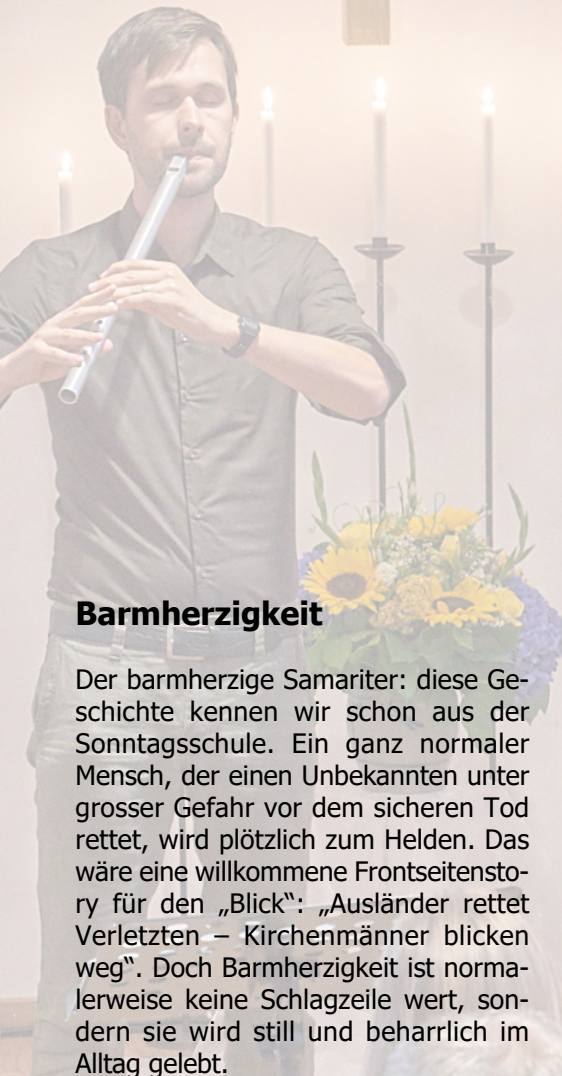 Barmherzigkeit
Der barmherzige Samariter: diese Ge-
schichte kennen wir schon aus der
Sonntagsschule. Ein ganz normaler
Mensch, der einen Unbekannten unter
grosser Gefahr vor dem sicheren Tod
rettet, wird plötzlich zum Helden. Das
wäre eine willkommene Frontseitensto-
ry für den „Blick“: „Ausländer rettet
Verletzten – Kirchenmänner blicken
weg“. Doch Barmherzigkeit ist norma-
lerweise keine Schlagzeile wert, son-
dern sie wird still und beharrlich im
Alltag gelebt.